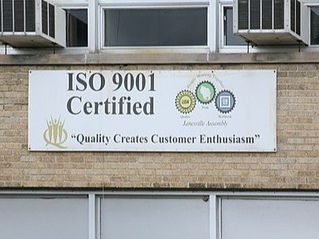 ISO 9001
Certified
Janesville Assembly
"Quality Creates Customer Enthusiasm"